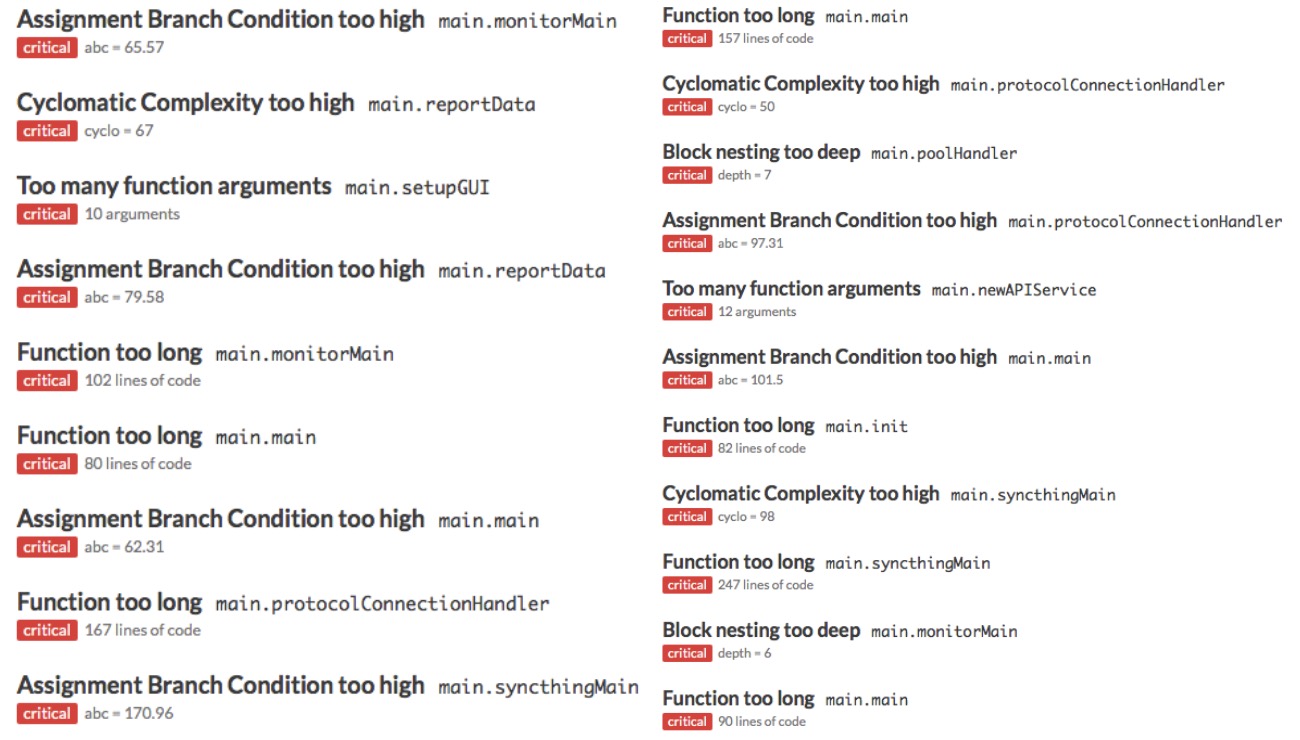 Assignment Branch Condition too high main.monitorMain
critical abc = 65.57
Cyclomatic Complexity too high main.reportData
critical cyclo = 67
Too many function arguments main.setupGUI
critical 10 arguments
Assignment Branch Condition too high main.reportData
critical abc = 79.58
Function too long main.monitorMain
critical 102 lines of code
Function too long main.main
critical 80 lines of code
Assignment Branch Condition too high main.main
critical abc = 62.31
Function too long main.protocolConnectionHandler
critical 167 lines of code
Assignment Branch Condition too high main.syncthingMain
critical abc = 170.96
Function too long main.main
critical 157 lines of code
Cyclomatic Complexity too high main.protocolConnectionHandler
critical cyclo = 50
Block nesting too deep main.poolHandler
critical depth = 7
Assignment Branch Condition too high main.protocolConnectionHandler
critical abc = 97.31
Too many function arguments main.newAPIService
critical 12 arguments
Assignment Branch Condition too high main.main
critical abc = 101.5
Function too long main.init
critical 82 lines of code
Cyclomatic Complexity too high main.syncthingMain
critical cyclo = 98
Function too long main.syncthingMain
critical 247 lines of code
Block nesting too deep main.monitorMain
critical depth = 6
Function too long main.main
critical 90 lines of code